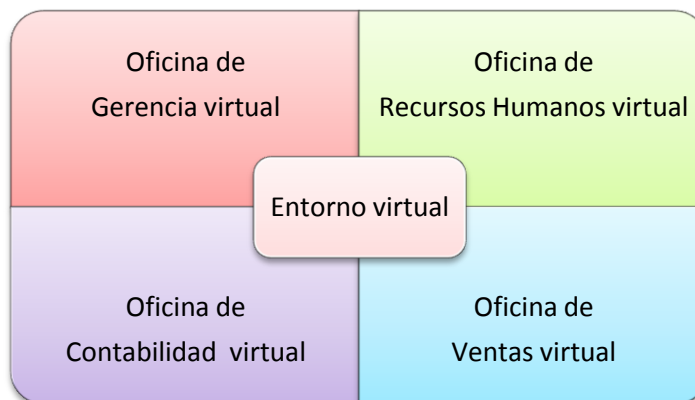 Oficina de
Gerencia virtual
Oficina de
Recursos Humanos virtual
Entorno virtual
Oficina de
Contabilidad  virtual
Oficina de
Ventas virtual